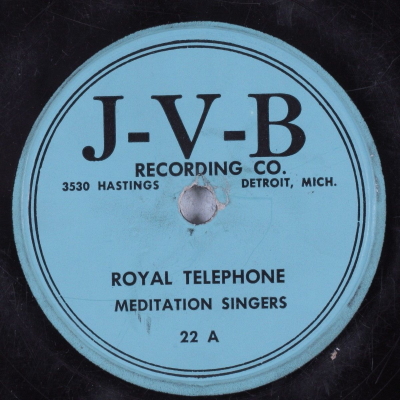 J-V-B
RECORDING CO.
3530 HASTINGS DETROIT, MICH.
ROYAL TELEPHONE
MEDITATION SINGERS
22 A